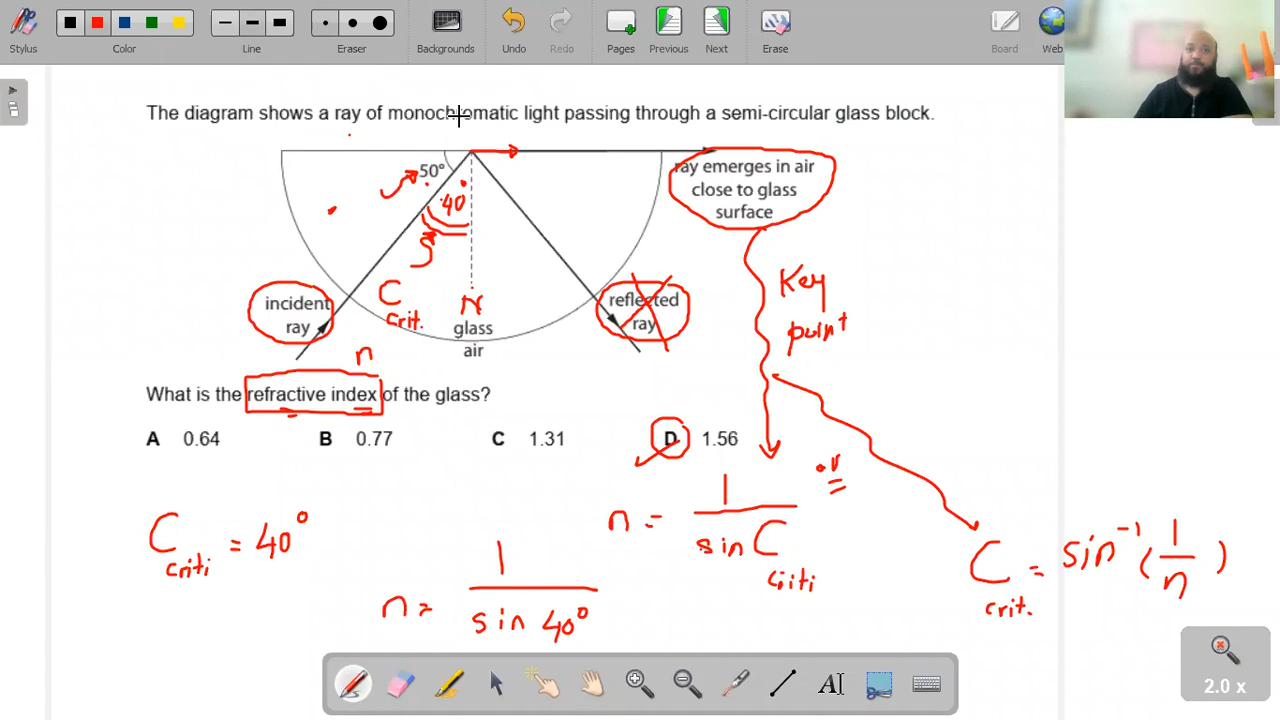 Stylus
Color
Line
Eraser
Backgrounds
Undo
Redo
Pages
Previous
Next
Erase
Board
Web
The diagram shows a ray of monochromatic light passing through a semi-circular glass block.
50°
40°
ray emerges in air
close to glass
surface
incident
ray
C
crit.
N
glass
air
reflected
ray
Key
point
n
What is the refractive index of the glass?
A 0.64 B 0.77 C 1.31 D 1.56
or
C criti = 40°
n = 1 / sin 40°
n = 1 / sin C criti
C crit. = sin⁻¹ ( 1 / n )
2.0 x